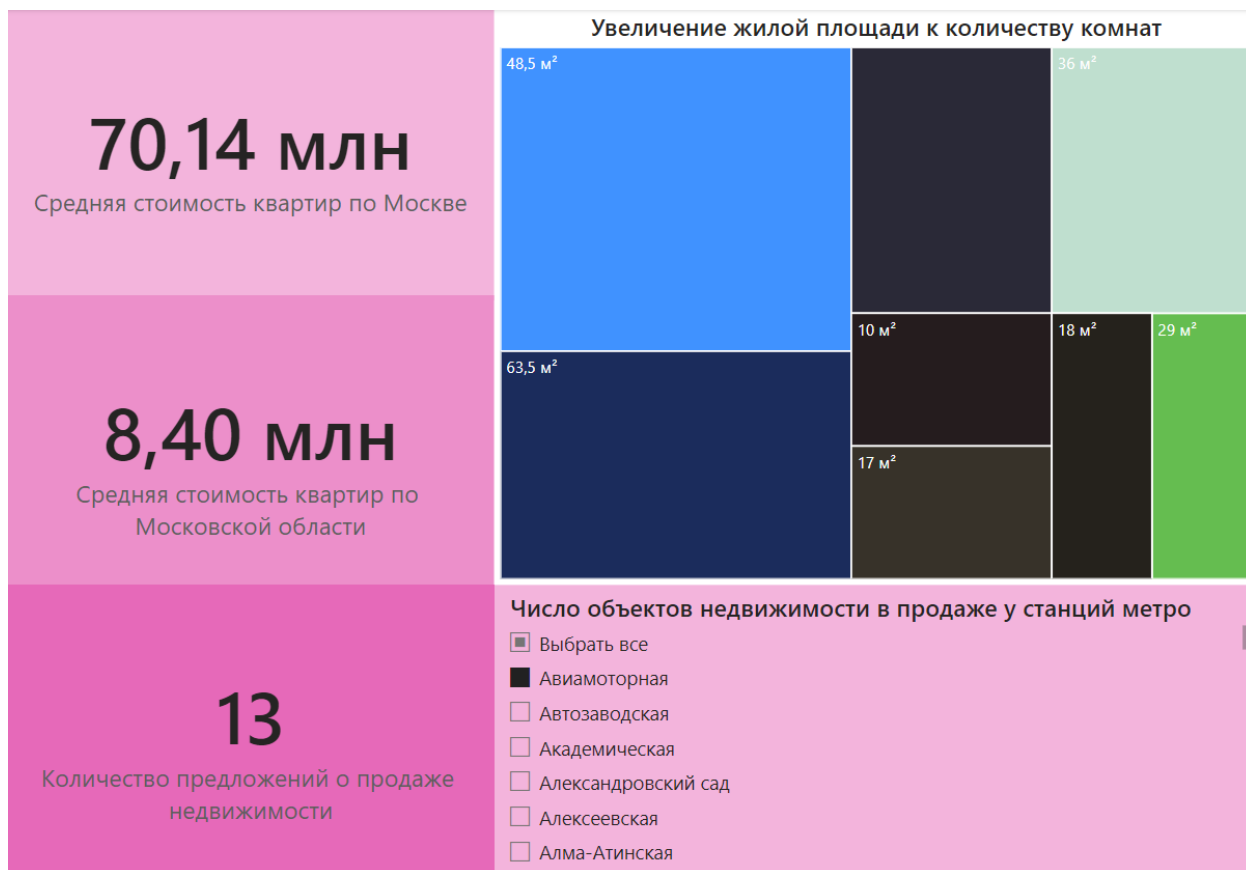 70,14 млн
Средняя стоимость квартир по Москве
8,40 млн
Средняя стоимость квартир по
Московской области
13
Количество предложений о продаже
недвижимости
Увеличение жилой площади к количеству комнат
48,5 м²
36 м²
63,5 м²
10 м²
17 м²
18 м²
29 м²
Число объектов недвижимости в продаже у станций метро
Выбрать все
Авиамоторная
Автозаводская
Академическая
Александровский сад
Алексеевская
Алма-Атинская